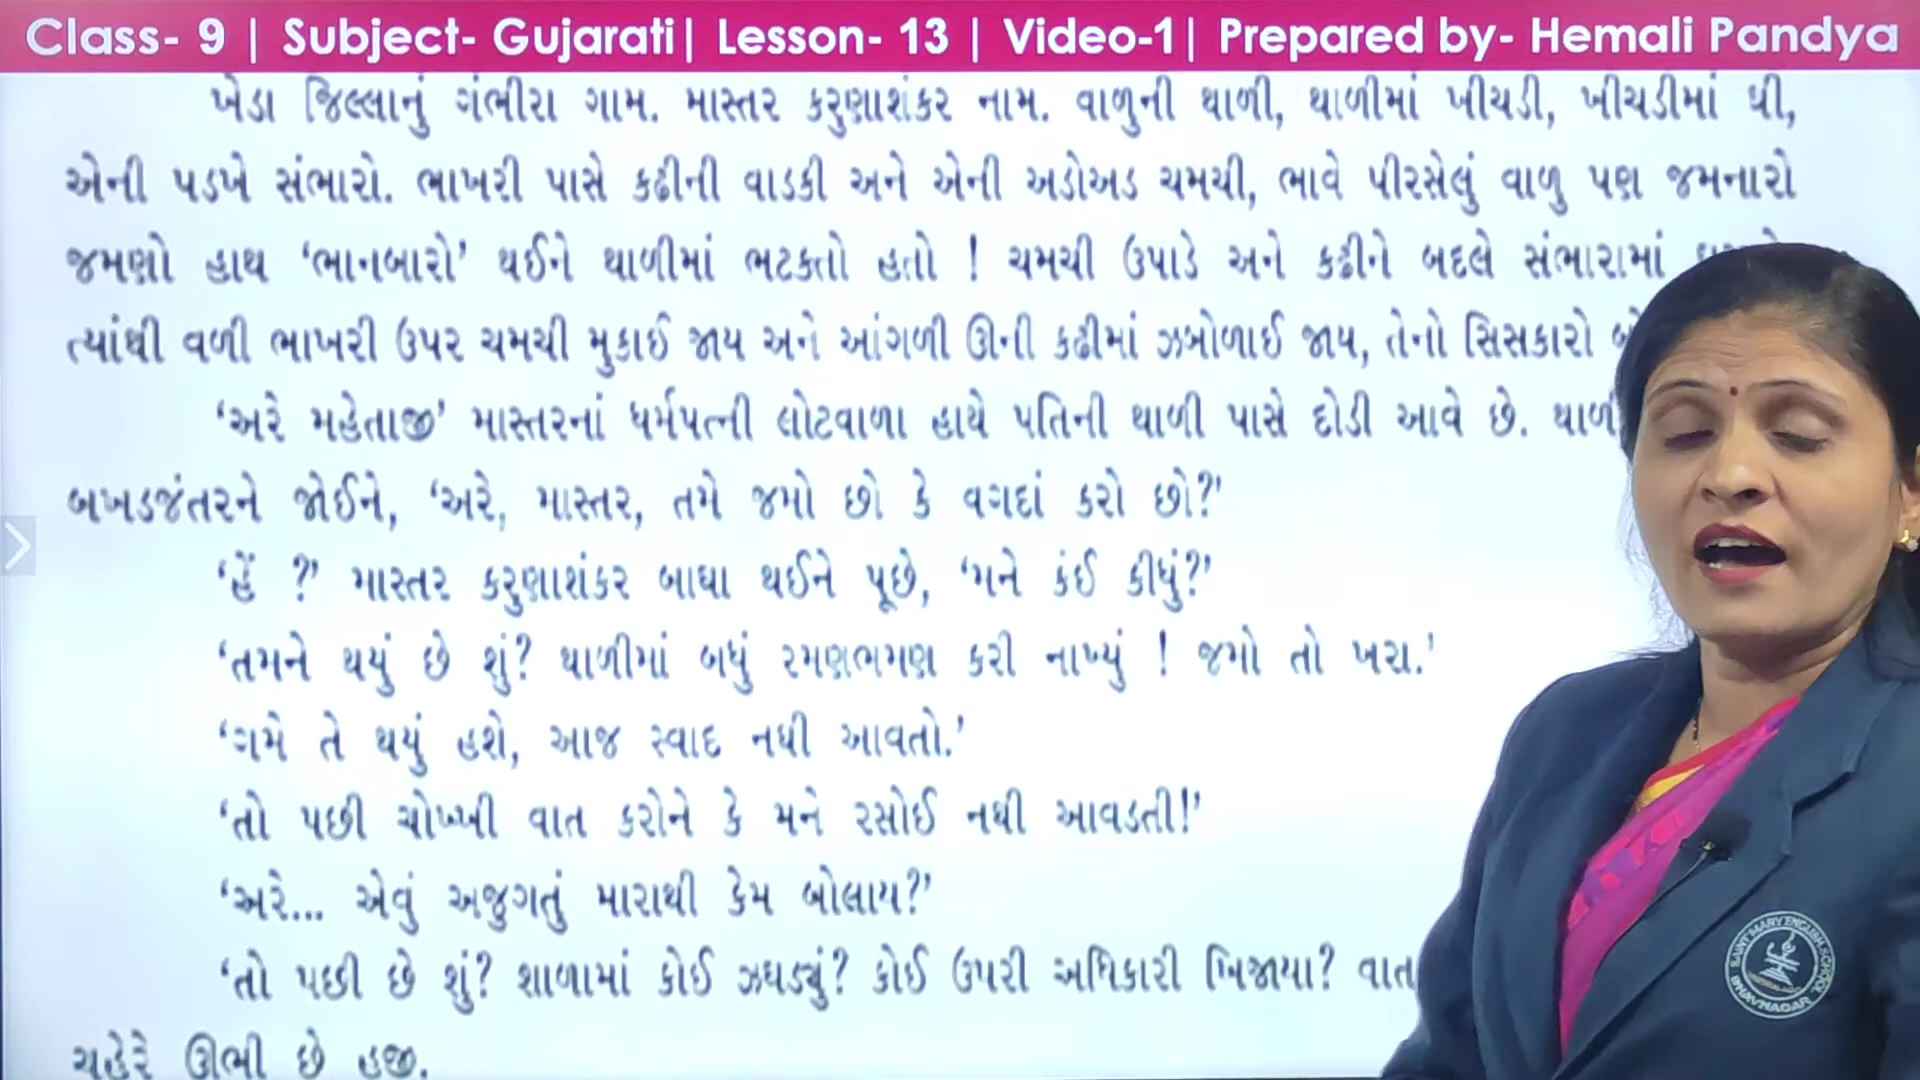 Class- 9 | Subject- Gujarati| Lesson- 13 | Video-1| Prepared by- Hemali Pandya
ખેડા જિલ્લાનું ગંભીરા ગામ. માસ્તર કરુણાશંકર નામ. વાળુની થાળી, થાળીમાં ખીચડી, ખીચડીમાં ઘી,
એની પડખે સંભારો. ભાખરી પાસે કઢીની વાડકી અને એની અડોઅડ ચમચી, ભાવે પીરસેલું વાળુ પણ જમનારો
જમણો હાથ ‘ભાનબારો’ થઈને થાળીમાં ભટકતો હતો ! ચમચી ઉપાડે અને કઢીને બદલે સંભારામાં
ત્યાંથી વળી ભાખરી ઉપર ચમચી મુકાઈ જાય અને આંગળી ઊની કઢીમાં ઝબોળાઈ જાય, તેનો સિસકારો
‘અરે મહેતાજી’ માસ્તરનાં ધર્મપત્ની લોટવાળા હાથે પતિની થાળી પાસે દોડી આવે છે.
બખડજંતરને જોઈને, ‘અરે, માસ્તર, તમે જમો છો કે વગદાં કરો છો?’
‘હેં ?’ માસ્તર કરુણાશંકર બાઘા થઈને પૂછે, ‘મને કંઈ કીધું?’
‘તમને થયું છે શું? થાળીમાં બધું રમણભમણ કરી નાખ્યું ! જમો તો ખરા.’
‘ગમે તે થયું હશે, આજ સ્વાદ નથી આવતો.’
‘તો પછી ચોખ્ખી વાત કરોને કે મને રસોઈ નથી આવડતી!’
‘અરે... એવું અજુગતું મારાથી કેમ બોલાય?’
‘તો પછી છે શું? શાળામાં કોઈ ઝઘડ્યું? કોઈ ઉપરી અધિકારી ખિજાયા? વાત
ચહેરે ઊભી છે હજી.
SAINT MARY ENGLISH SCHOOL
BHAVNAGAR